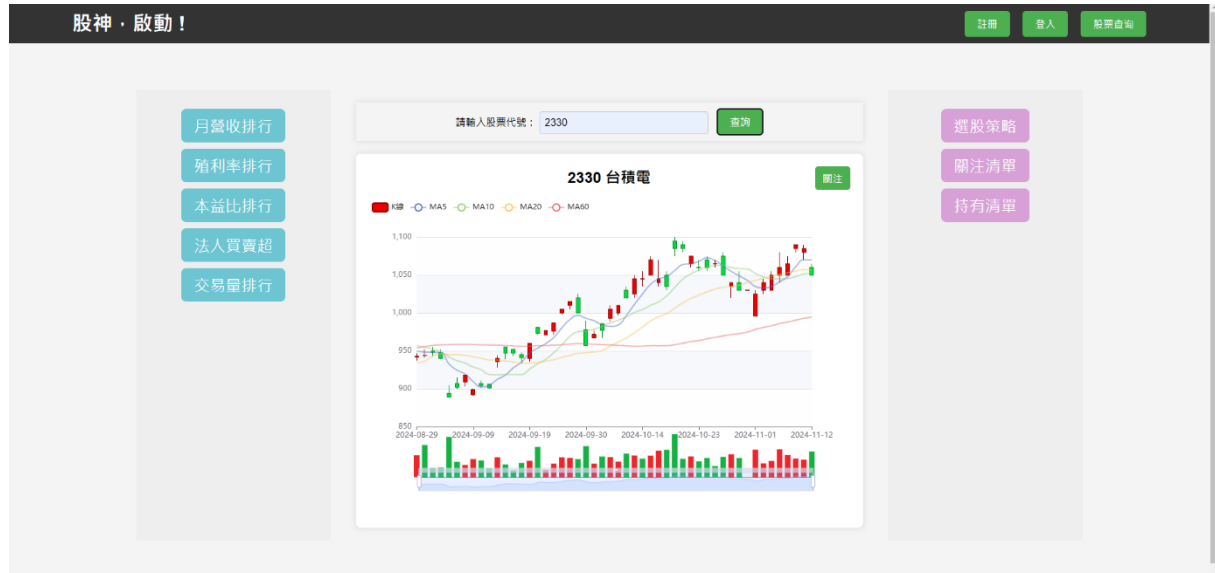 股神·啟動！
註冊 登入 股票查询
月營收排行
殖利率排行
本益比排行
法人買賣超
交易量排行
請輸入股票代號： 2330 查詢
2330 台積電
關注
K線 MA5 MA10 MA20 MA60
1,100
1,050
1,000
950
900
850
2024-08-29 2024-09-09 2024-09-19 2024-09-30 2024-10-14 2024-10-23 2024-11-01 2024-11-12
選股策略
關注清單
持有清單